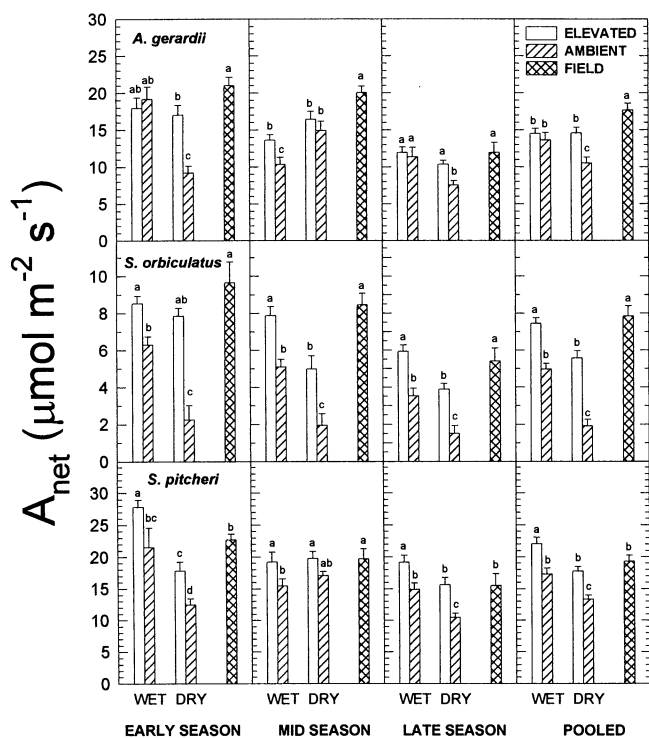 A. gerardii
ELEVATED
AMBIENT
FIELD
30
25
20
15
10
5
0
ab
ab
b
c
a
b
c
b
b
a
a
a
a
b
a
b
b
b
c
a
S. orbiculatus
10
8
6
4
2
0
a
b
ab
c
a
a
b
b
c
a
a
b
b
c
a
a
b
b
c
a
S. pitcheri
30
25
20
15
10
5
0
a
bc
c
d
b
a
b
a
ab
a
a
b
b
c
b
a
b
b
c
b
A_net (μmol m⁻² s⁻¹)
WET DRY
WET DRY
WET DRY
WET DRY
EARLY SEASON
MID SEASON
LATE SEASON
POOLED